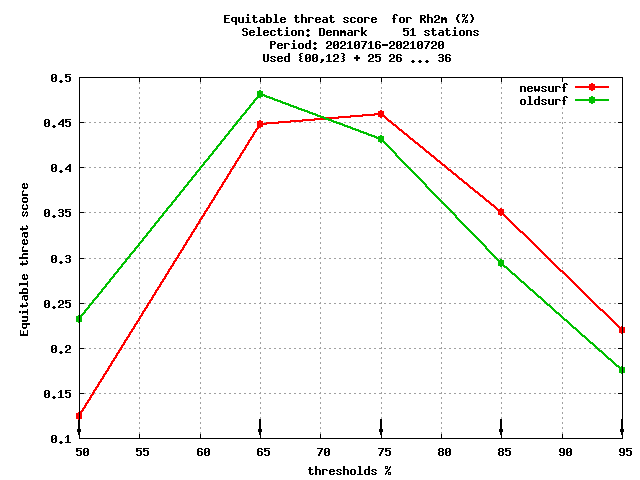 Equitable threat score  for Rh2m (%)
Selection: Denmark     51 stations
Period: 20210716-20210720
Used {00,12} + 25 26 ... 36
newsurf
oldsurf
Equitable threat score
0.5
0.45
0.4
0.35
0.3
0.25
0.2
0.15
0.1
50 55 60 65 70 75 80 85 90 95
thresholds %